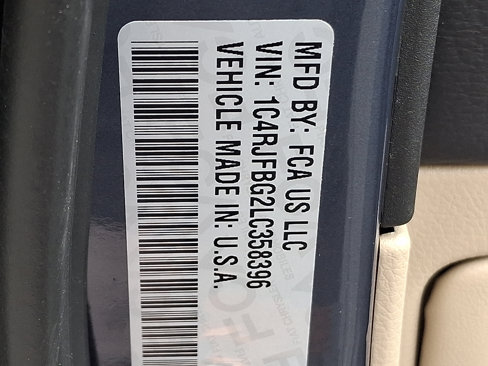 MFD BY: FCA US LLC
VIN: 1C4RJFBG2LC358396
VEHICLE MADE IN: U.S.A.